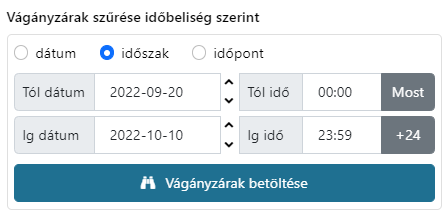 Vágányzárak szűrése időbeliség szerint
dátum időszak időpont
Tól dátum 2022-09-20 Tól idő 00:00 Most
Ig dátum 2022-10-10 Ig idő 23:59 +24
Vágányzárak betöltése